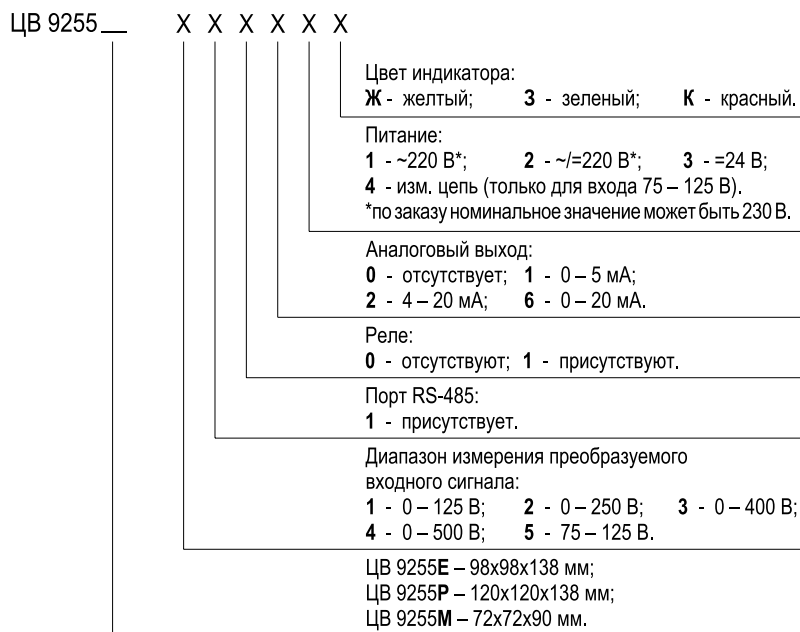 ЦВ 9255__ Х Х Х Х Х Х
Цвет индикатора:
Ж - желтый; З - зеленый; К - красный.
Питание:
1 - ~220 В*; 2 - ~/=220 В*; 3 - =24 В;
4 - изм. цепь (только для входа 75 – 125 В).
*по заказу номинальное значение может быть 230 В.
Аналоговый выход:
0 - отсутствует; 1 - 0 – 5 мА;
2 - 4 – 20 мА; 6 - 0 – 20 мА.
Реле:
0 - отсутствуют; 1 - присутствуют.
Порт RS-485:
1 - присутствует.
Диапазон измерения преобразуемого
входного сигнала:
1 - 0 – 125 В; 2 - 0 – 250 В; 3 - 0 – 400 В;
4 - 0 – 500 В; 5 - 75 – 125 В.
ЦВ 9255Е – 98х98х138 мм;
ЦВ 9255Р – 120х120х138 мм;
ЦВ 9255М – 72х72х90 мм.